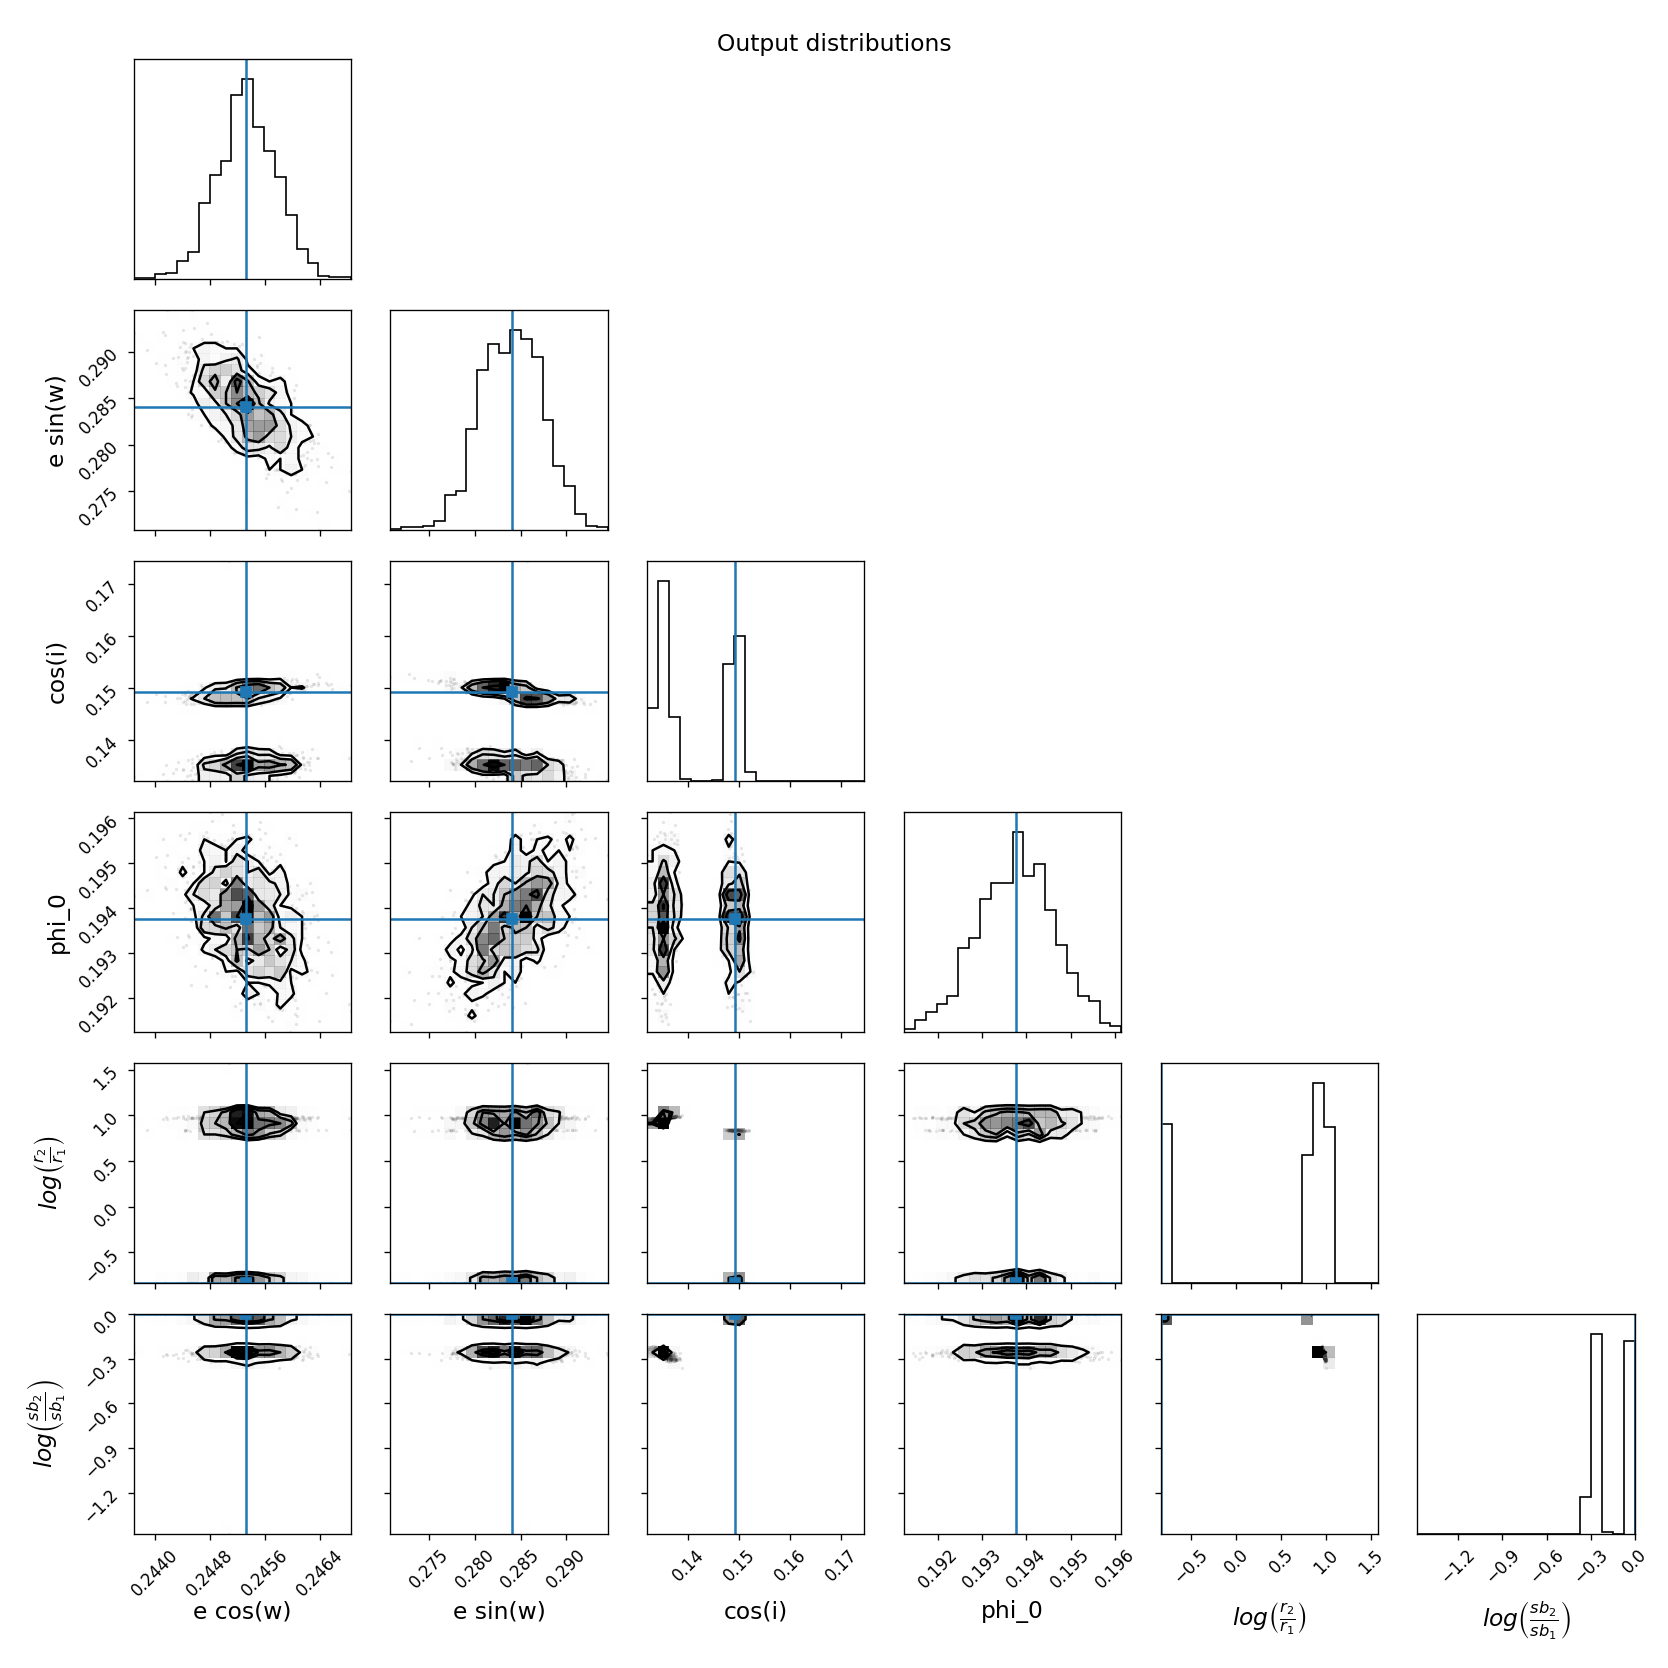 Output distributions
0.290
0.285
0.280
0.275
e sin(w)
0.17
0.16
0.15
0.14
cos(i)
0.196
0.195
0.194
0.193
0.192
phi_0
1.5
1.0
0.5
0.0
−0.5
log(r₂/r₁)
0.0
−0.3
−0.6
−0.9
−1.2
log(sb₂/sb₁)
0.2440 0.2448 0.2456 0.2464 0.275 0.280 0.285 0.290 0.14 0.15 0.16 0.17 0.192 0.193 0.194 0.195 0.196 −0.5 0.0 0.5 1.0 1.5 −1.2 −0.9 −0.6 −0.3 0.0
e cos(w) e sin(w) cos(i) phi_0 log(r₂/r₁) log(sb₂/sb₁)